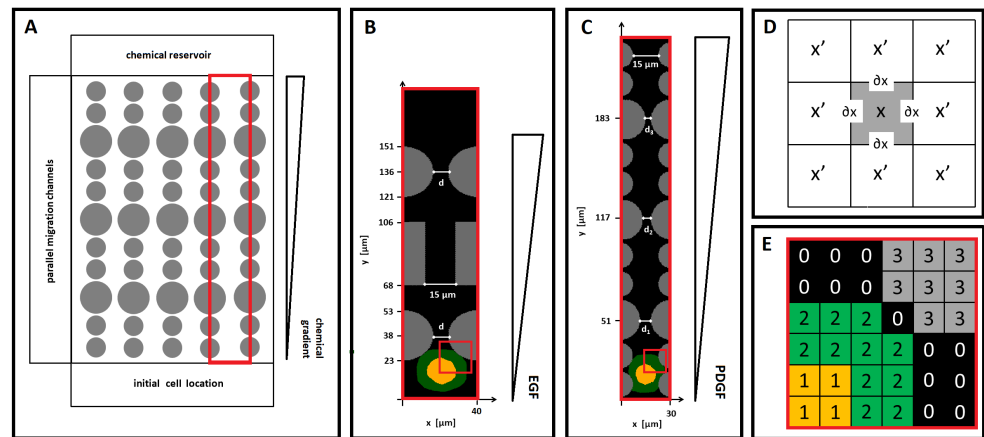 A
chemical reservoir
parallel migration channels
initial cell location
chemical gradient
B
151
136
121
106
68
53
38
23
y [μm]
d
15 μm
d
40
x [μm]
EGF
C
15 μm
183
d3
117
d2
51
d1
y [μm]
30
x [μm]
PDGF
D
x’ x’ x’
∂x
x’ ∂x x ∂x x’
∂x
x’ x’ x’
E
0 0 0 3 3 3
0 0 0 3 3 3
2 2 2 0 3 3
2 2 2 2 0 0
1 1 2 2 0 0
1 1 2 2 0 0